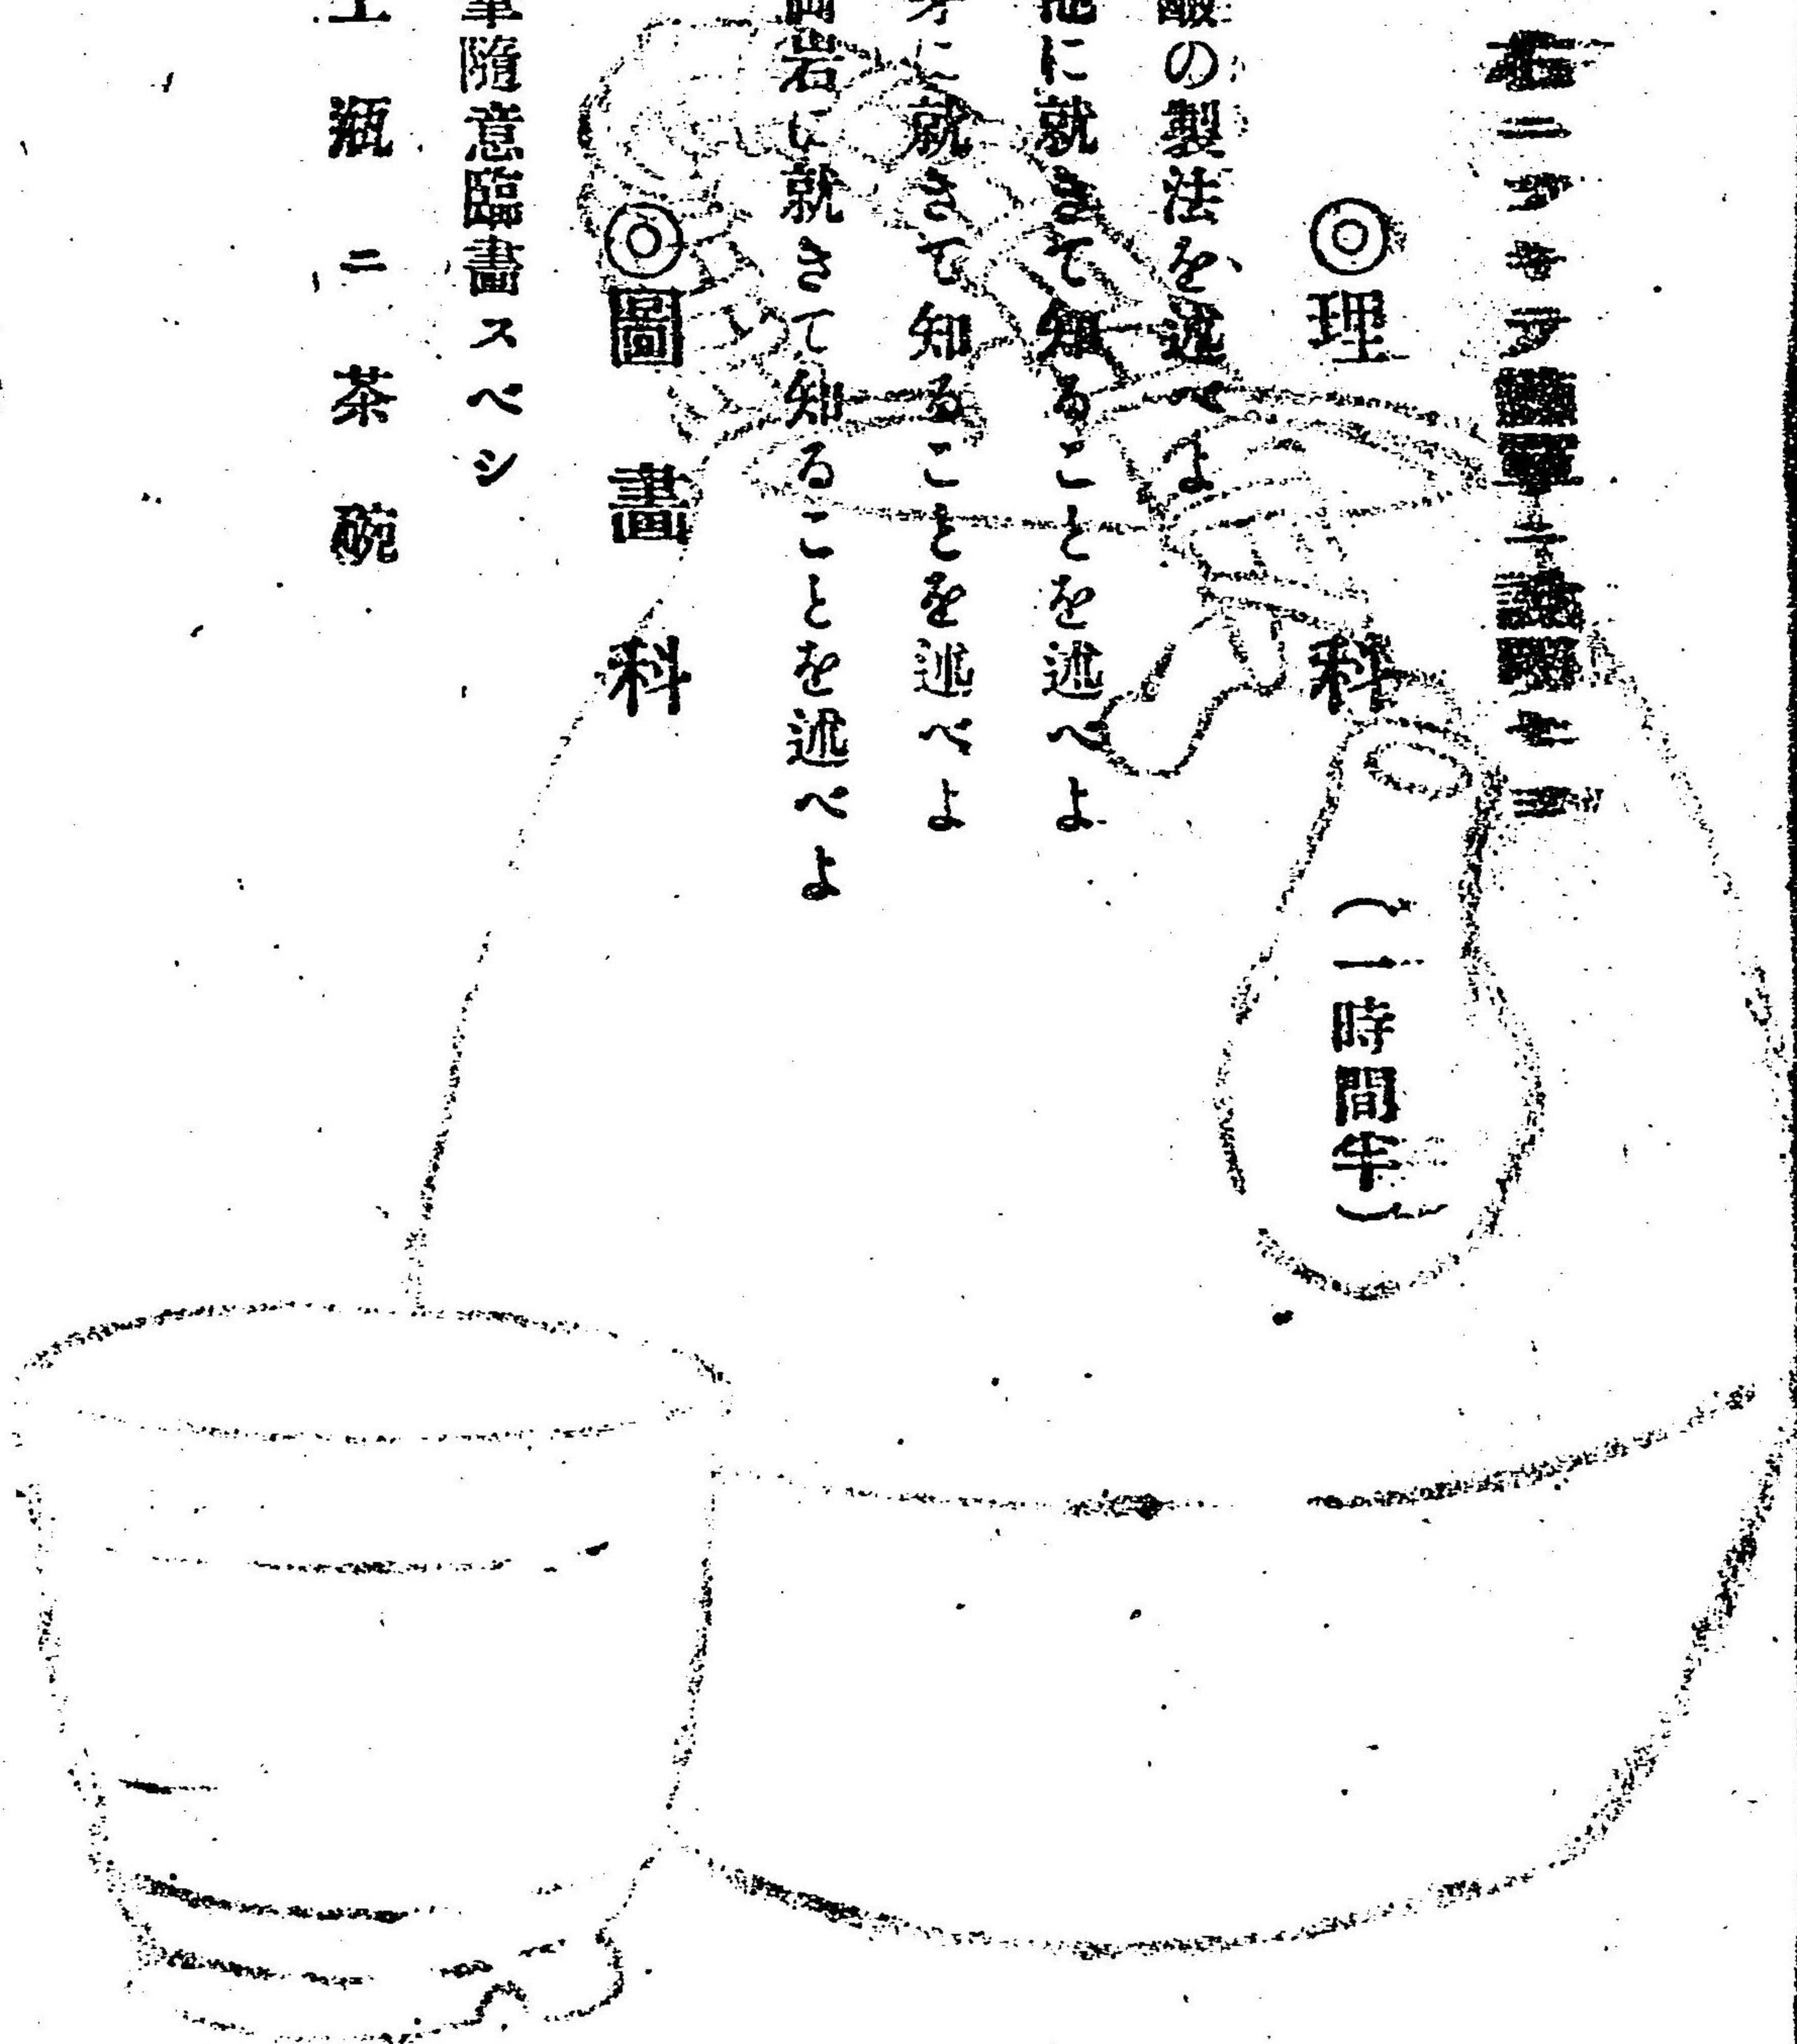 ◎理科 (一時間半)
酸の製法を述べよ
に就きて知ることを述べよ
に就きて知ることを述べよ
岩に就きて知ることを述べよ
◎圖畫科
筆隨意臨畫スベシ
土瓶ニ茶碗